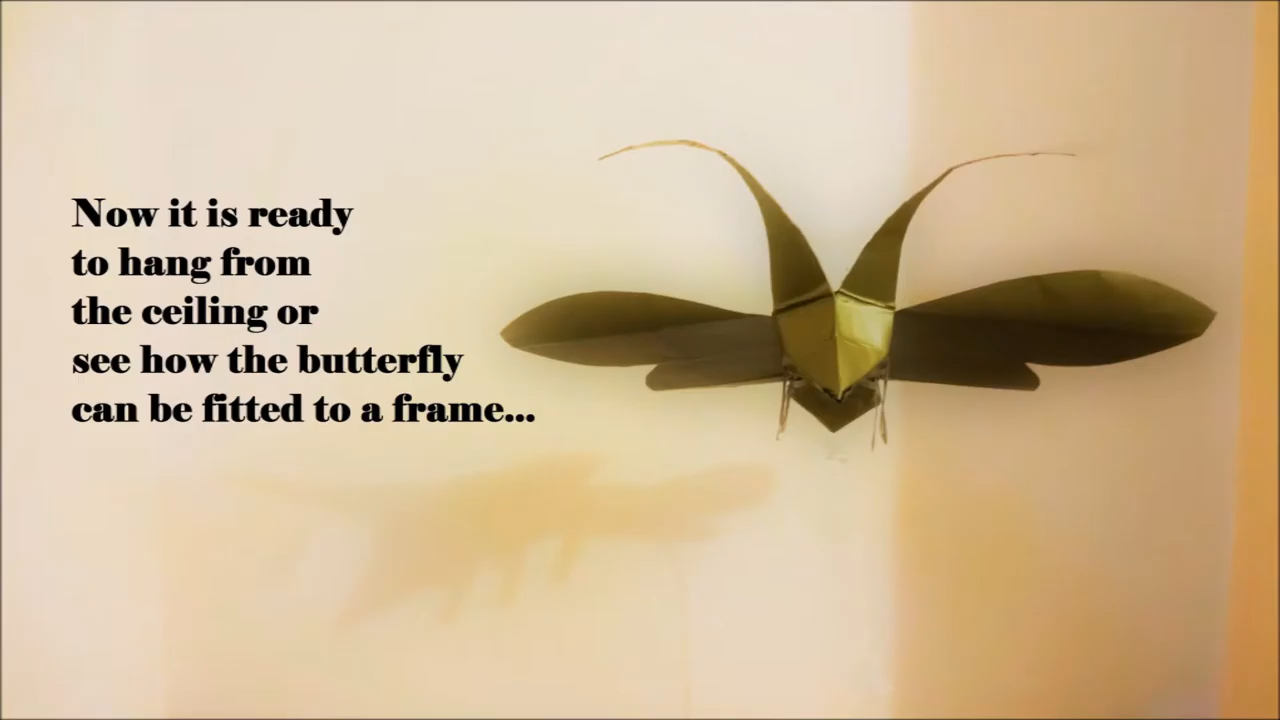 Now it is ready
to hang from
the ceiling or
see how the butterfly
can be fitted to a frame...